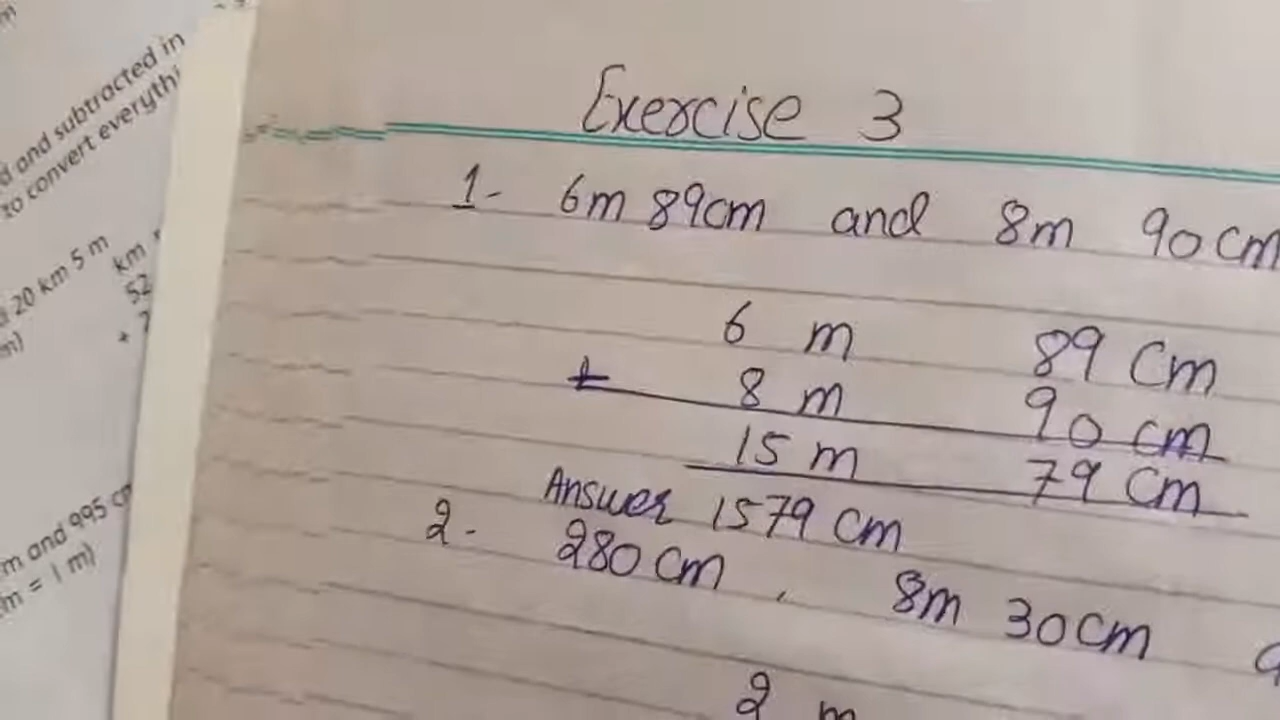 d and subtracted in
to convert everythi
20 km 5 m
km
52
+
m and 995 c
m = 1 m)
Exercise 3
1- 6m 89cm and 8m 90cm
6 m 89 Cm
+ 8 m 90 cm
15 m 79 Cm
Answer 1579 cm
2- 280 cm, 8m 30cm
2 m